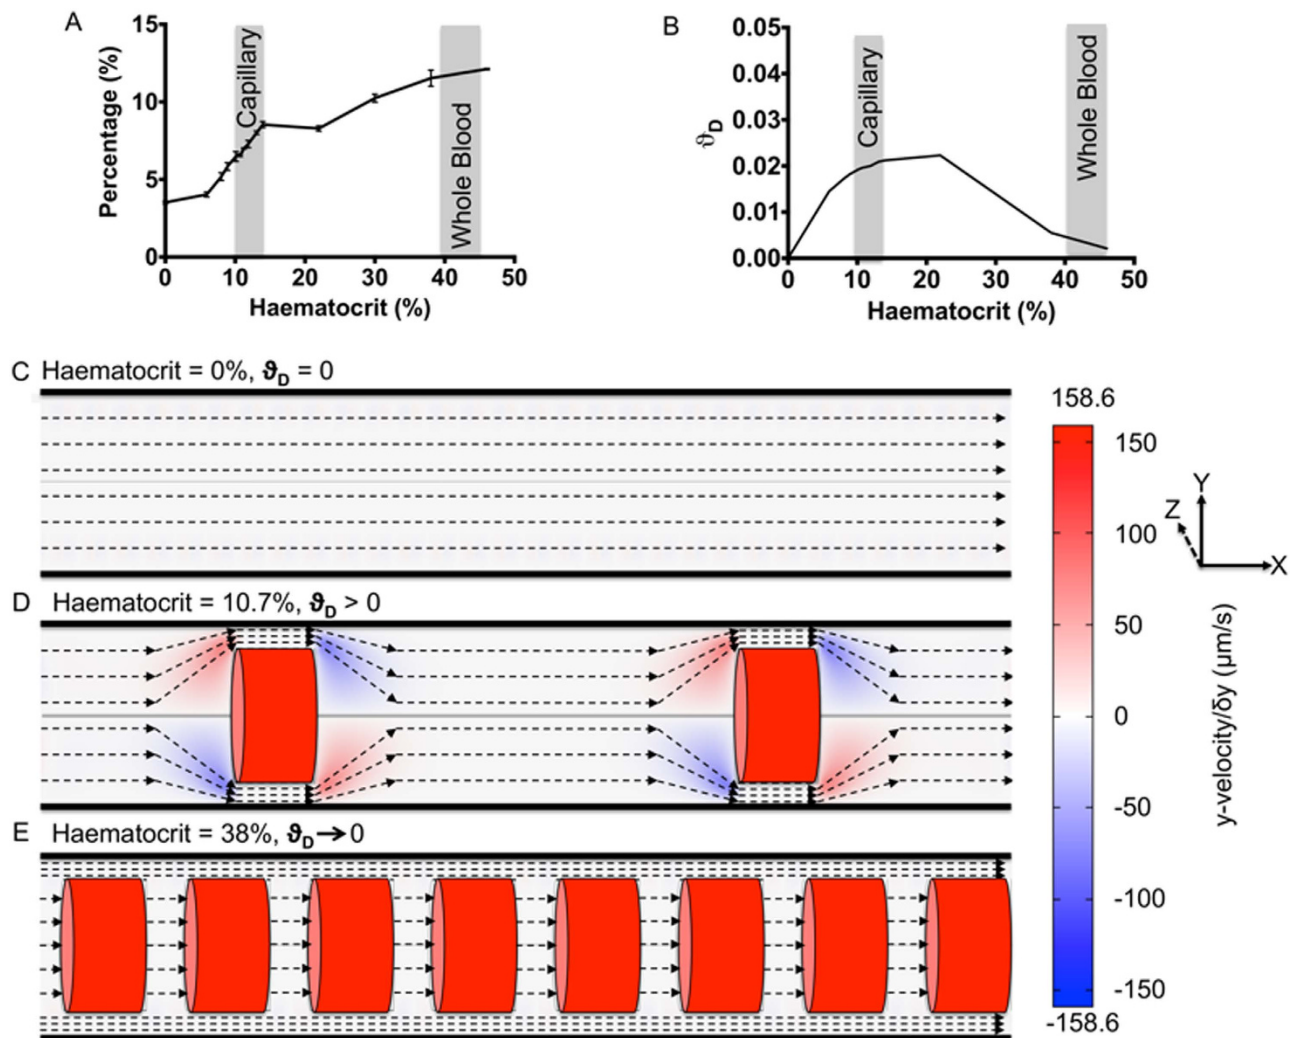 A
15
10
5
0
Percentage (%)
Capillary
Whole Blood
0 10 20 30 40 50
Haematocrit (%)
B
0.05
0.04
0.03
0.02
0.01
0.00
ϑD
Capillary
Whole Blood
0 10 20 30 40 50
Haematocrit (%)
C Haematocrit = 0%, ϑD = 0
D Haematocrit = 10.7%, ϑD > 0
E Haematocrit = 38%, ϑD → 0
158.6
150
100
50
0
-50
-100
-150
-158.6
y-velocity/δy (μm/s)
Y
Z
X